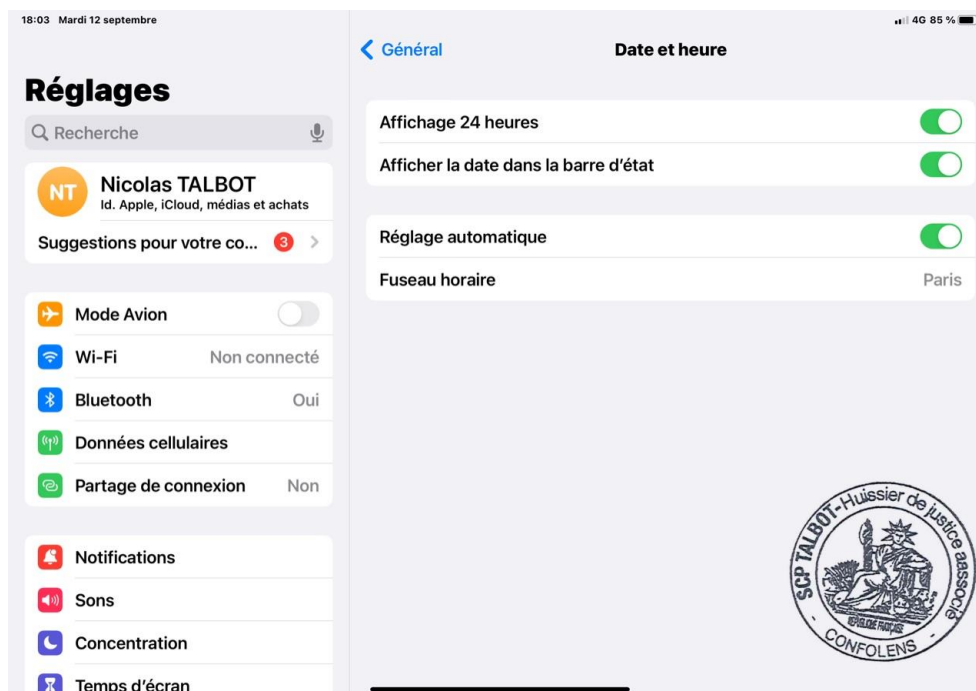 18:03 Mardi 12 septembre
4G 85 %
Réglages
Recherche
NT
Nicolas TALBOT
Id. Apple, iCloud, médias et achats
Suggestions pour votre co... 3
Mode Avion
Wi-Fi Non connecté
Bluetooth Oui
Données cellulaires
Partage de connexion Non
Notifications
Sons
Concentration
Temps d'écran
Général
Date et heure
Affichage 24 heures
Afficher la date dans la barre d'état
Réglage automatique
Fuseau horaire Paris
SCP TALBOT-Huissier de justice aassocié
RÉPUBLIQUE FRANÇAISE
- CONFOLENS -